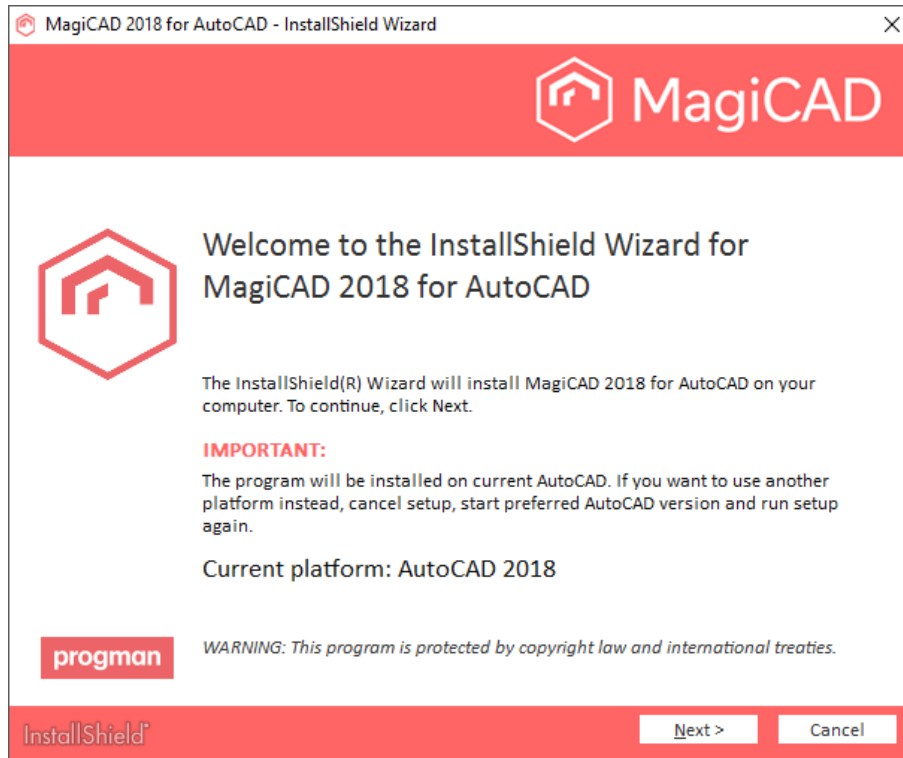 MagiCAD 2018 for AutoCAD - InstallShield Wizard
MagiCAD
Welcome to the InstallShield Wizard for
MagiCAD 2018 for AutoCAD
The InstallShield(R) Wizard will install MagiCAD 2018 for AutoCAD on your
computer. To continue, click Next.
IMPORTANT:
The program will be installed on current AutoCAD. If you want to use another
platform instead, cancel setup, start preferred AutoCAD version and run setup
again.
Current platform: AutoCAD 2018
progman
WARNING: This program is protected by copyright law and international treaties.
InstallShield
Next >
Cancel